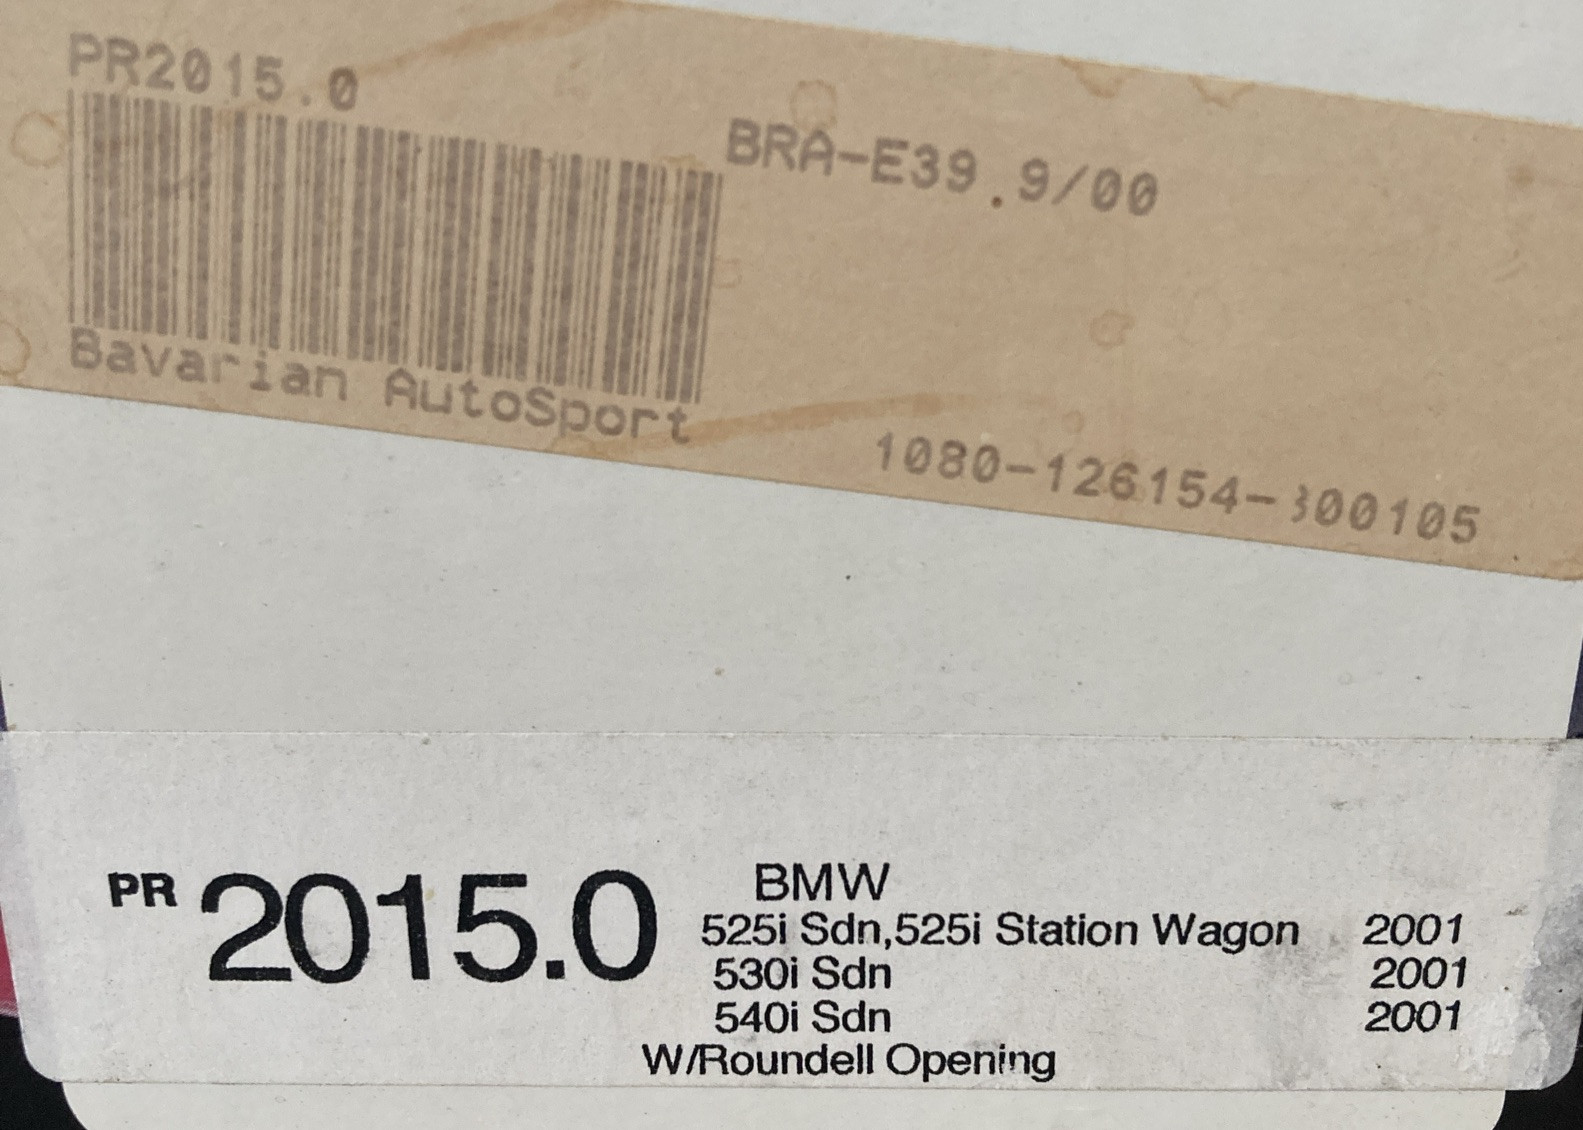 PR2015.0
BRA-E39.9/00
Bavarian AutoSport
1080-126154-300105
PR 2015.0
BMW
525i Sdn,525i Station Wagon 2001
530i Sdn 2001
540i Sdn 2001
W/Roundell Opening